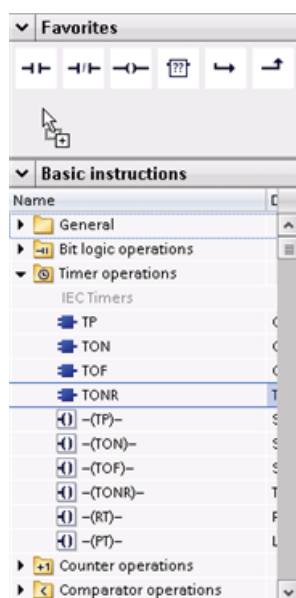 Favorites
??
Basic instructions
Name
General
Bit logic operations
Timer operations
IEC Timers
TP
TON
TOF
TONR
-(TP)-
-(TON)-
-(TOF)-
-(TONR)-
-(RT)-
-(PT)-
+1 Counter operations
Comparator operations